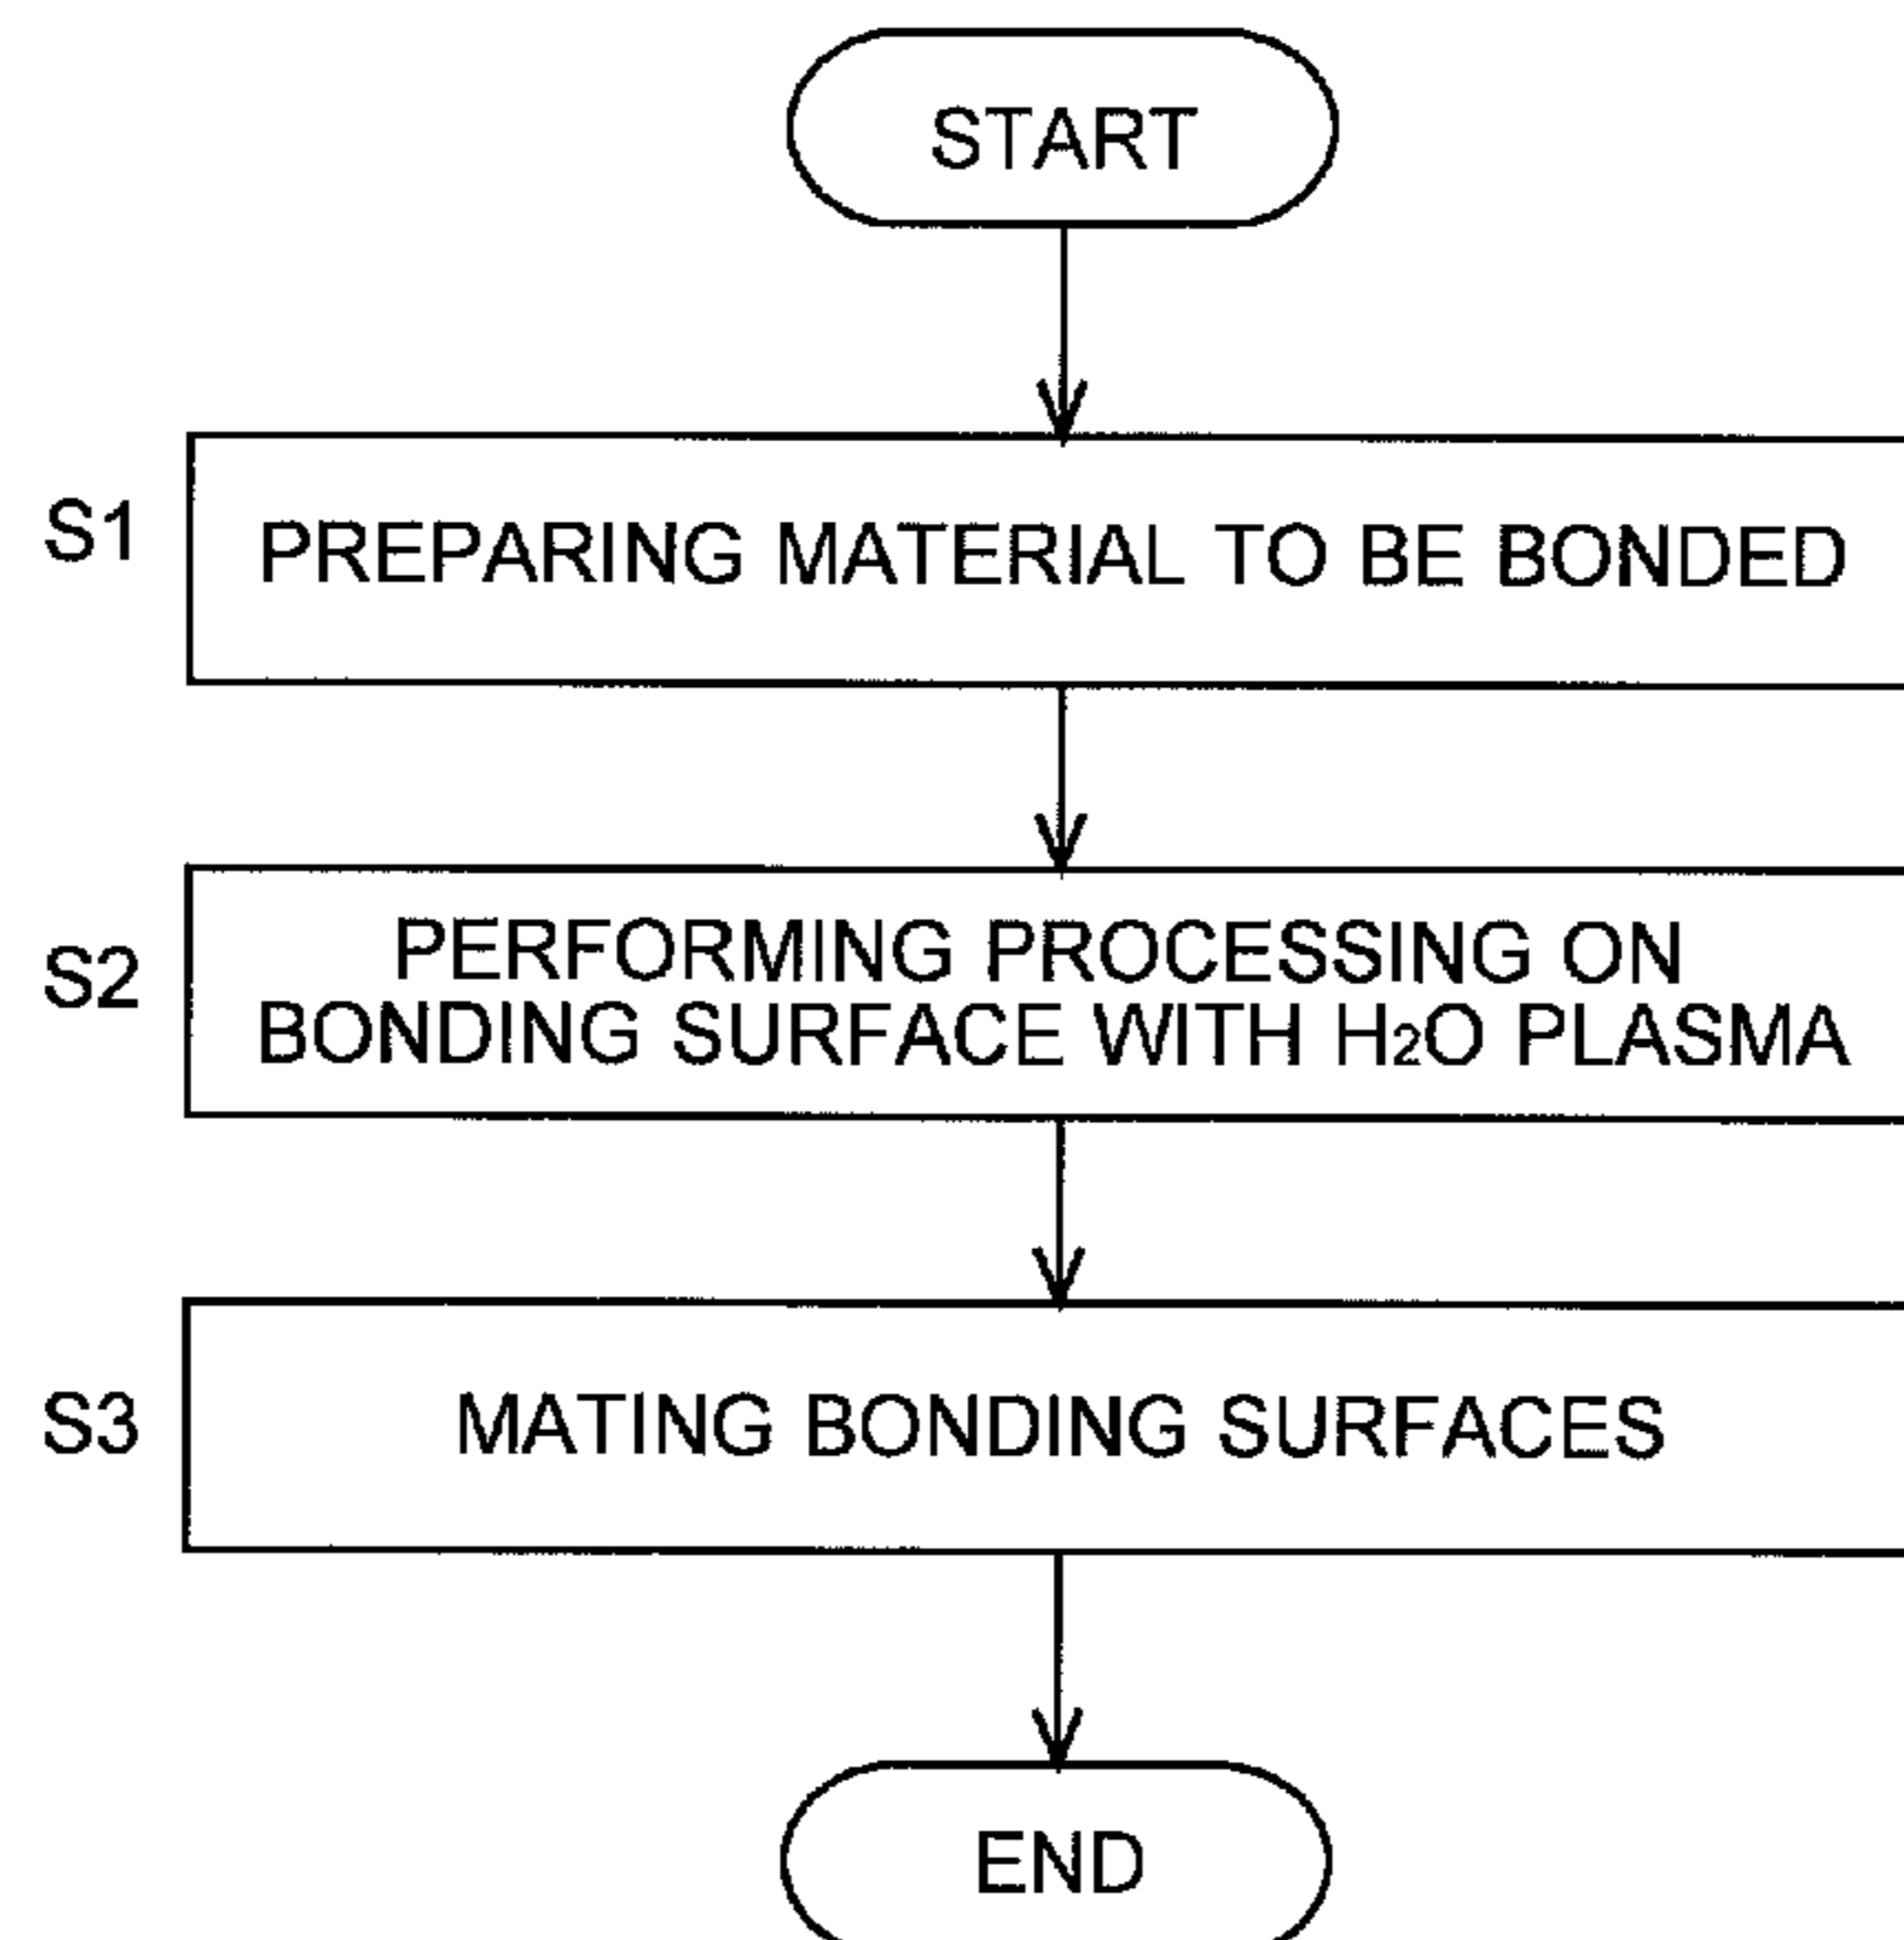 START
S1 PREPARING MATERIAL TO BE BONDED
PERFORMING PROCESSING ON
S2 BONDING SURFACE WITH H₂O PLASMA
S3 MATING BONDING SURFACES
END